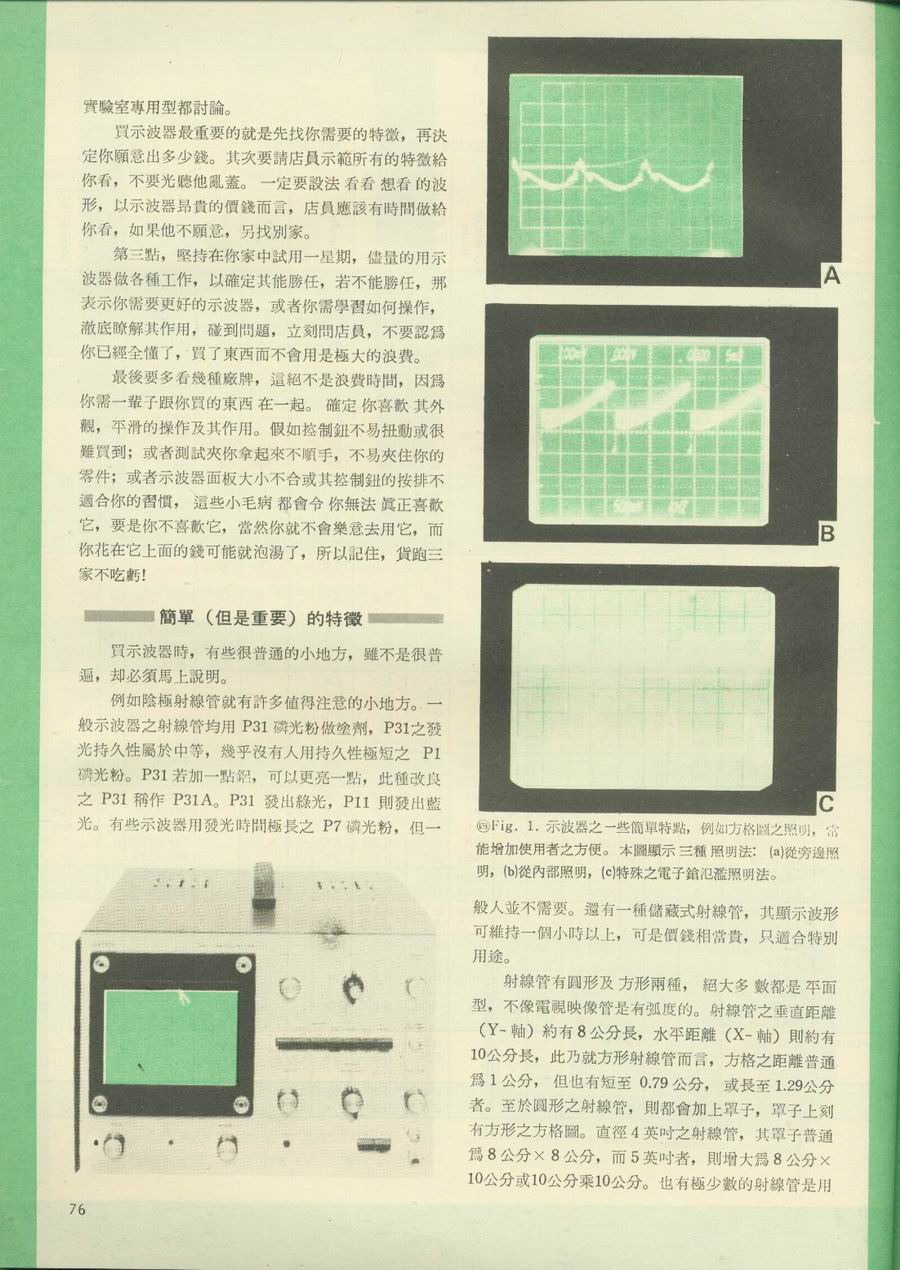 實驗室專用型都討論。
買示波器最重要的就是先找你需要的特徵，再決
定你願意出多少錢。其次要請店員示範所有的特徵給
你看，不要光聽他亂蓋。一定要設法看看想看的波
形，以示波器昂貴的價錢而言，店員應該有時間做給
你看，如果他不願意，另找別家。
第三點，堅持在你家中試用一星期，儘量的用示
波器做各種工作，以確定其能勝任，若不能勝任，那
表示你需要更好的示波器，或者你需學習如何操作，
澈底瞭解其作用，碰到問題，立刻問店員，不要認爲
你已經全懂了，買了東西而不會用是極大的浪費。
最後要多看幾種廠牌，這絕不是浪費時間，因爲
你需一輩子跟你買的東西在一起。確定你喜歡其外
觀，平滑的操作及其作用。假如控制鈕不易扭動或很
難買到；或者測試夾你拿起來不順手，不易夾住你的
零件；或者示波器面板大小不合或其控制鈕的按排不
適合你的習慣，這些小毛病都會令你無法眞正喜歡
它，要是你不喜歡它，當然你就不會樂意去用它，而
你花在它上面的錢可能就泡湯了，所以記住，貨跑三
家不吃虧！
簡單（但是重要）的特徵
買示波器時，有些很普通的小地方，雖不是很普
遍，却必須馬上說明。
例如陰極射線管就有許多値得注意的小地方。一
般示波器之射線管均用 P31 磷光粉做塗劑，P31之發
光持久性屬於中等，幾乎沒有人用持久性極短之 P1
磷光粉。P31 若加一點鋁，可以更亮一點，此種改良
之 P31 稱作 P31A。P31 發出綠光，P11 則發出藍
光。有些示波器用發光時間極長之 P7 磷光粉，但一
76
A
100mV .00UV .0000 5mS
500mV
B
C
Fig. 1. 示波器之一些簡單特點，例如方格圖之照明，常
能增加使用者之方便。本圖顯示三種照明法：(a)從旁邊照
明，(b)從內部照明，(c)特殊之電子鎗氾濫照明法。
般人並不需要。還有一種儲藏式射線管，其顯示波形
可維持一個小時以上，可是價錢相當貴，只適合特別
用途。
射線管有圓形及方形兩種，絕大多數都是平面
型，不像電視映像管是有弧度的。射線管之垂直距離
（Y- 軸）約有 8 公分長，水平距離（X- 軸）則約有
10公分長，此乃就方形射線管而言，方格之距離普通
爲 1 公分，但也有短至 0.79 公分，或長至 1.29公分
者。至於圓形之射線管，則都會加上罩子，罩子上刻
有方形之方格圖。直徑 4 英吋之射線管，其罩子普通
爲 8 公分× 8 公分，而 5 英吋者，則增大爲 8 公分×
10公分或10公分乘10公分。也有極少數的射線管是用